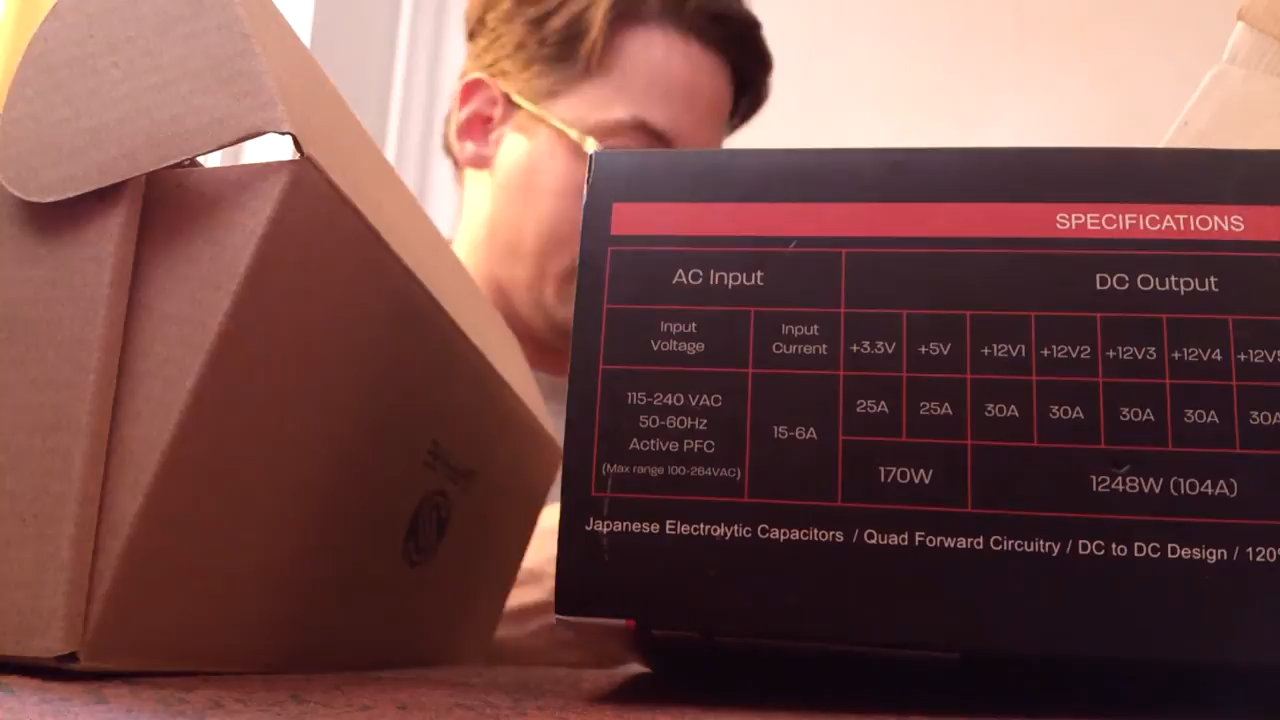 SPECIFICATIONS
AC Input
DC Output
Input Voltage
Input Current
+3.3V
+5V
+12V1
+12V2
+12V3
+12V4
+12V5
115-240 VAC
50-60Hz
Active PFC
(Max range 100-264VAC)
15-6A
25A
25A
30A
30A
30A
30A
30A
170W
1248W (104A)
Japanese Electrolytic Capacitors / Quad Forward Circuitry / DC to DC Design / 120